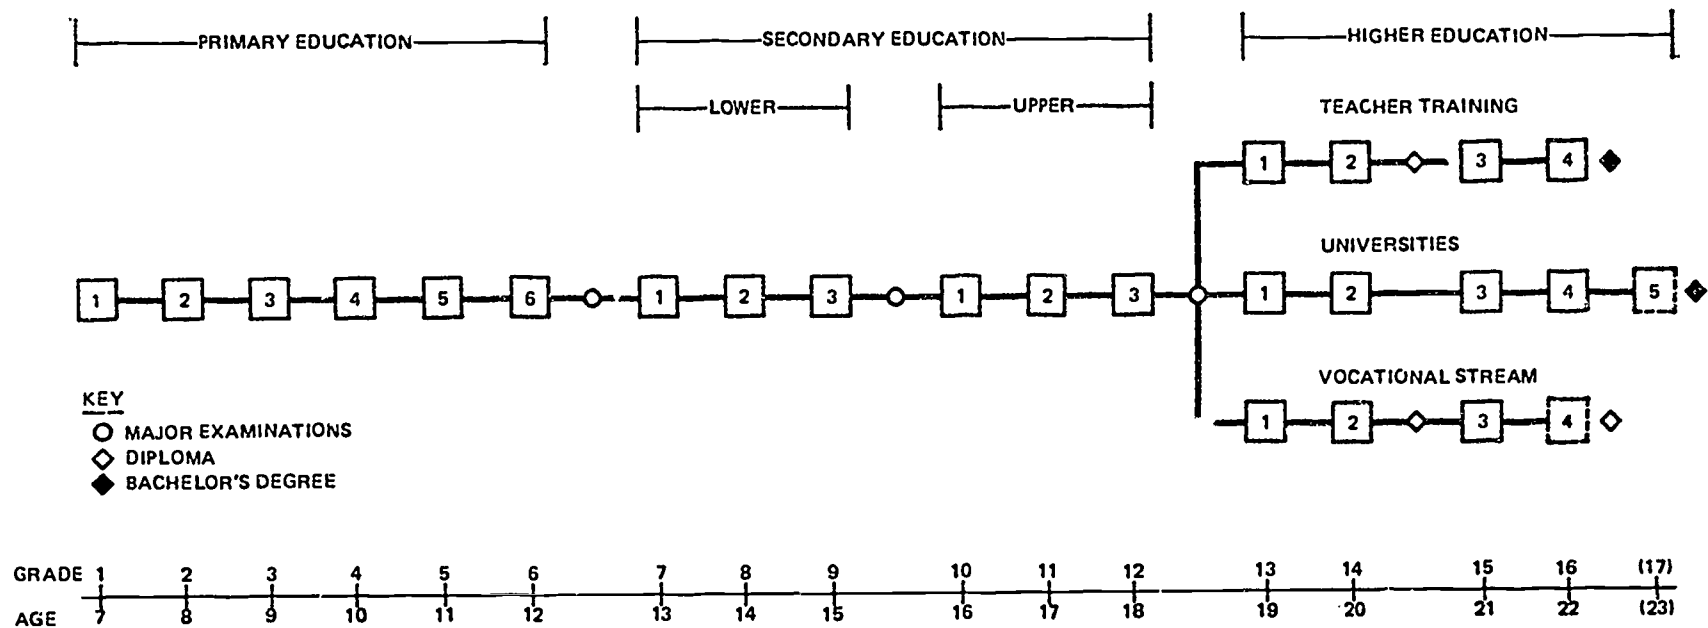 PRIMARY EDUCATION SECONDARY EDUCATION HIGHER EDUCATION
LOWER UPPER TEACHER TRAINING
1 2 3 4
UNIVERSITIES
1 2 3 4 5 6 1 2 3 1 2 3 1 2 3 4 5
VOCATIONAL STREAM
1 2 3 4
KEY
MAJOR EXAMINATIONS
DIPLOMA
BACHELOR'S DEGREE
GRADE 1 2 3 4 5 6 7 8 9 10 11 12 13 14 15 16 (17)
AGE 7 8 9 10 11 12 13 14 15 16 17 18 19 20 21 22 (23)